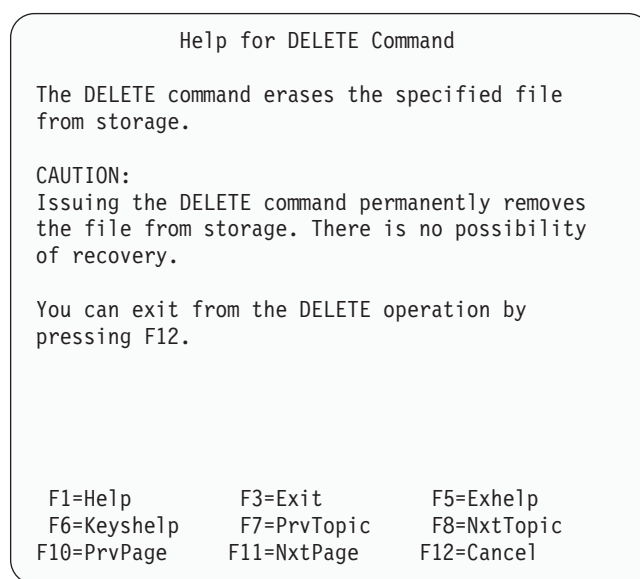 Help for DELETE Command
The DELETE command erases the specified file
from storage.
CAUTION:
Issuing the DELETE command permanently removes
the file from storage. There is no possibility
of recovery.
You can exit from the DELETE operation by
pressing F12.
F1=Help F3=Exit F5=Exhelp
F6=Keyshelp F7=PrvTopic F8=NxtTopic
F10=PrvPage F11=NxtPage F12=Cancel